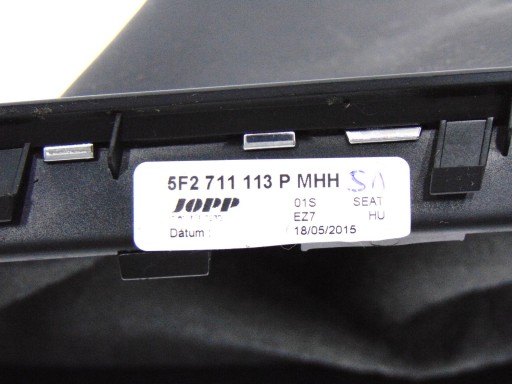 5F2 711 113 P MHH SA
JOPP 01S SEAT
EZ7 HU
Datum : 18/05/2015